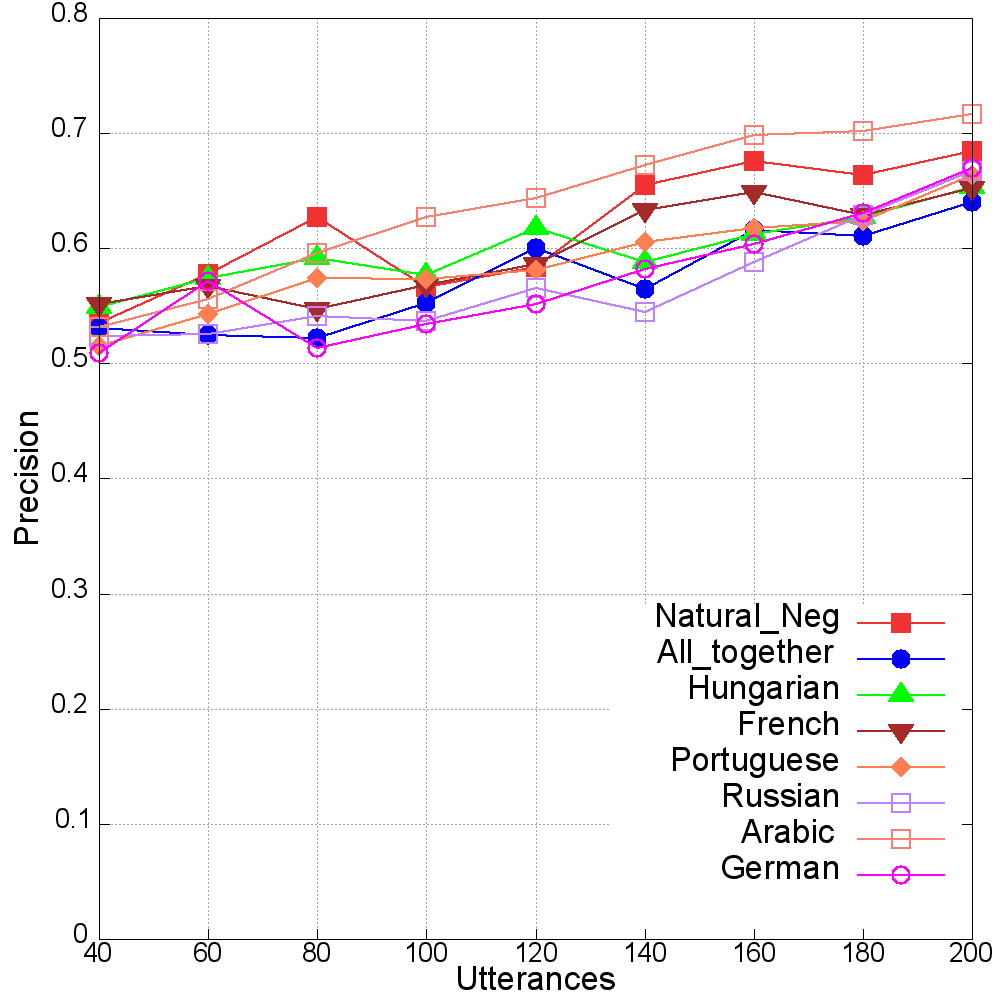 0.8
0.7
0.6
0.5
0.4
0.3
0.2
0.1
0
Precision
Natural_Neg
All_together
Hungarian
French
Portuguese
Russian
Arabic
German
40 60 80 100 120 140 160 180 200
Utterances